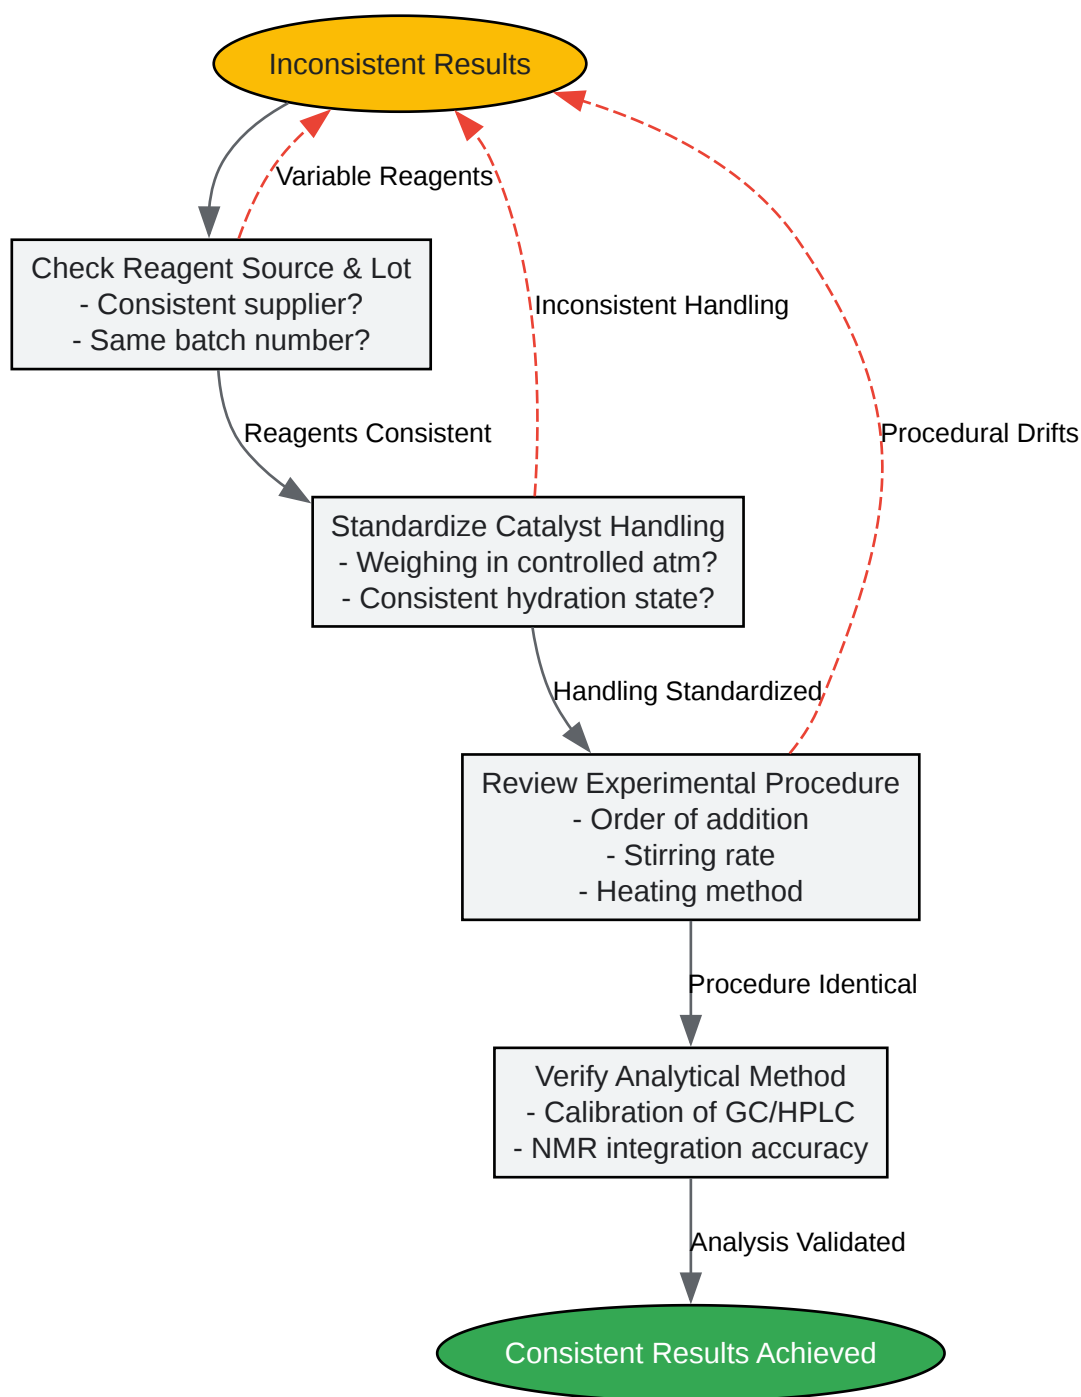 Inconsistent Results
Variable Reagents
Check Reagent Source & Lot
- Consistent supplier?
- Same batch number?
Inconsistent Handling
Reagents Consistent
Procedural Drifts
Standardize Catalyst Handling
- Weighing in controlled atm?
- Consistent hydration state?
Handling Standardized
Review Experimental Procedure
- Order of addition
- Stirring rate
- Heating method
Procedure Identical
Verify Analytical Method
- Calibration of GC/HPLC
- NMR integration accuracy
Analysis Validated
Consistent Results Achieved